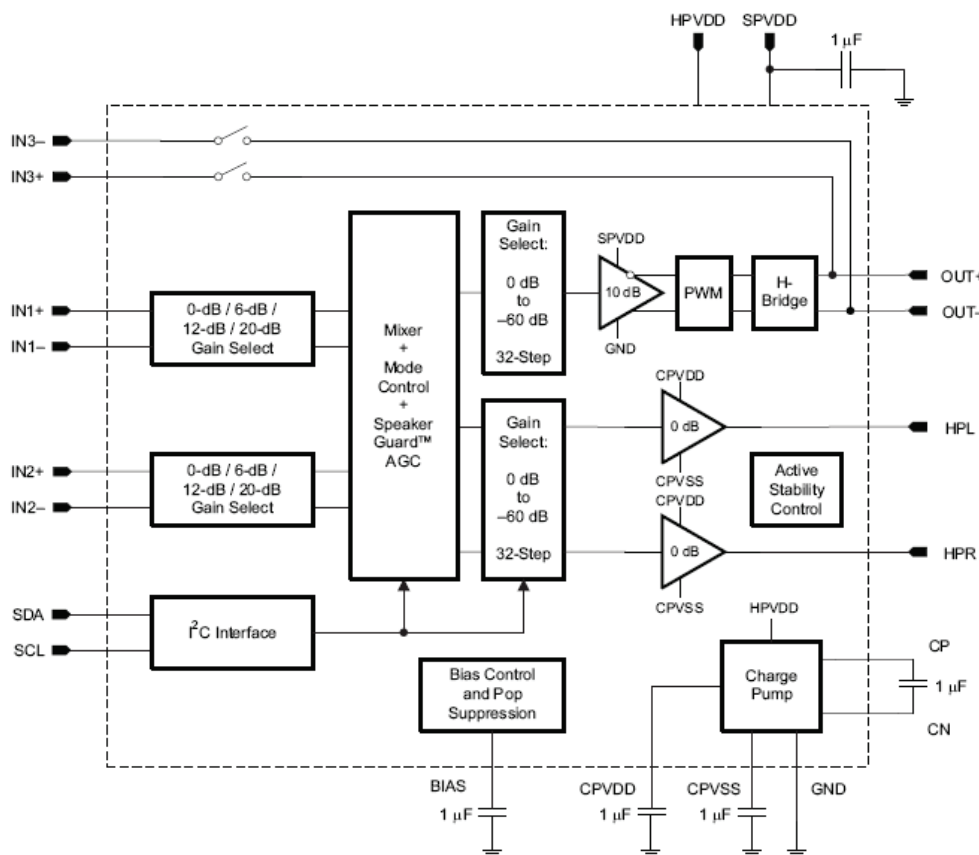 HPVDD
SPVDD
1 μF
IN3–
IN3+
IN1+
IN1–
0-dB / 6-dB /
12-dB / 20-dB
Gain Select
IN2+
IN2–
0-dB / 6-dB /
12-dB / 20-dB
Gain Select
SDA
SCL
I²C Interface
Mixer
+
Mode
Control
+
Speaker
Guard™
AGC
Gain
Select:
0 dB
to
–60 dB
32-Step
Gain
Select:
0 dB
to
–60 dB
32-Step
SPVDD
10 dB
GND
PWM
H-
Bridge
OUT+
OUT–
CPVDD
0 dB
CPVSS
HPL
CPVDD
0 dB
CPVSS
HPR
Active
Stability
Control
Bias Control
and Pop
Suppression
HPVDD
Charge
Pump
CP
1 μF
CN
BIAS
1 μF
CPVDD
1 μF
CPVSS
1 μF
GND